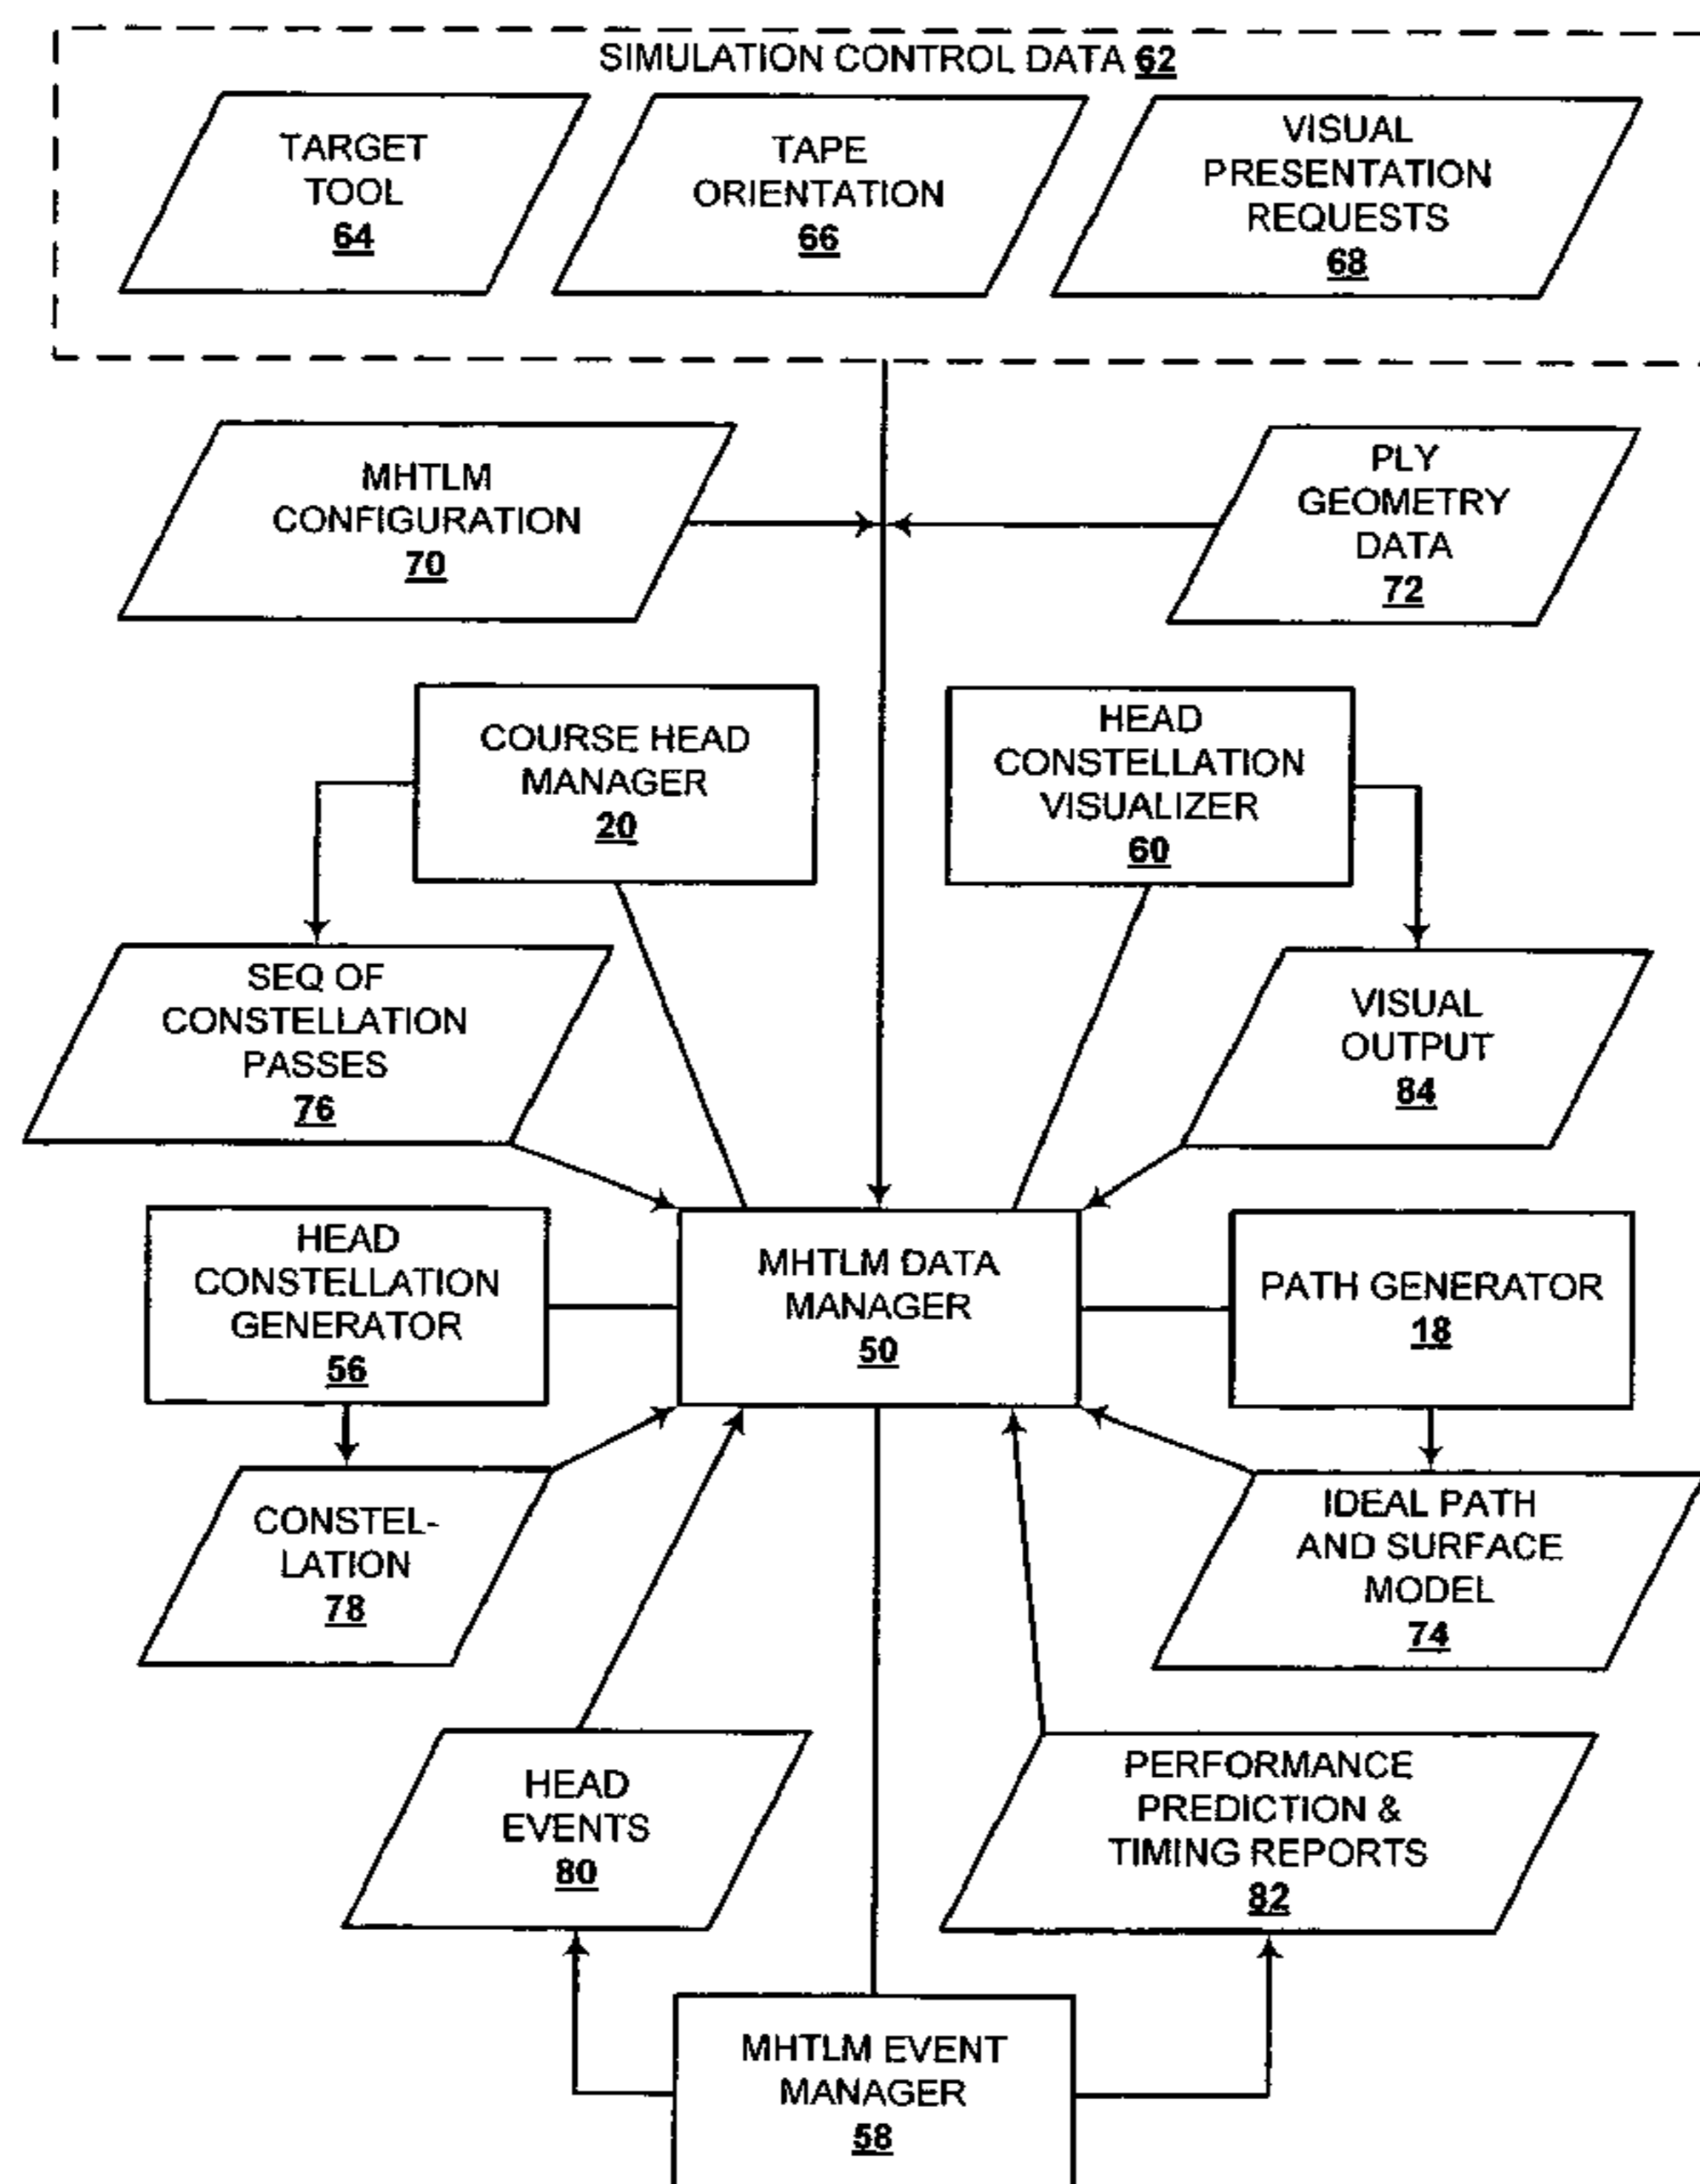 SIMULATION CONTROL DATA 62
TARGET
TOOL
64
TAPE
ORIENTATION
66
VISUAL
PRESENTATION
REQUESTS
68
MHTLM
CONFIGURATION
70
PLY
GEOMETRY
DATA
72
COURSE HEAD
MANAGER
20
HEAD
CONSTELLATION
VISUALIZER
60
SEQ OF
CONSTELLATION
PASSES
76
VISUAL
OUTPUT
84
HEAD
CONSTELLATION
GENERATOR
56
MHTLM DATA
MANAGER
50
PATH GENERATOR
18
CONSTEL-
LATION
78
IDEAL PATH
AND SURFACE
MODEL
74
HEAD
EVENTS
80
PERFORMANCE
PREDICTION &
TIMING REPORTS
82
MHTLM EVENT
MANAGER
58